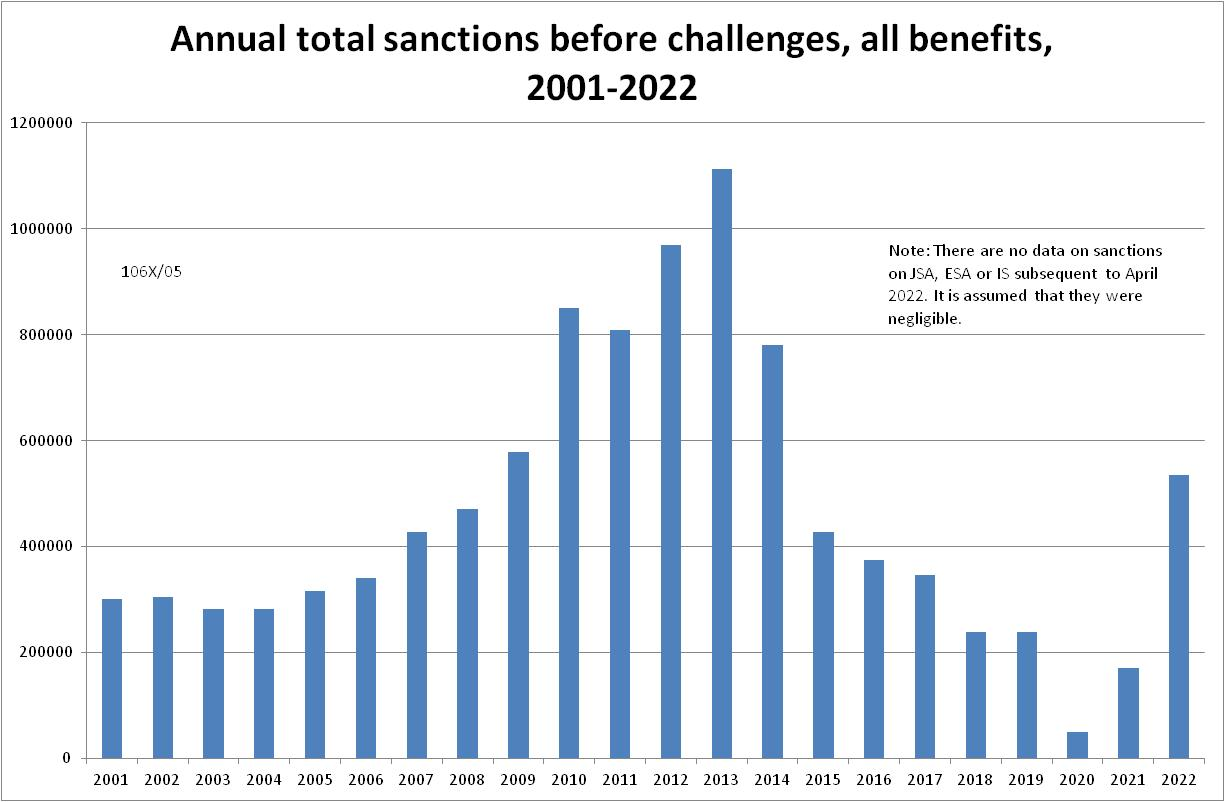 Annual total sanctions before challenges, all benefits,
2001-2022
1200000
1000000
800000
600000
400000
200000
0
106X/05
Note: There are no data on sanctions
on JSA, ESA or IS subsequent to April
2022. It is assumed that they were
negligible.
2001 2002 2003 2004 2005 2006 2007 2008 2009 2010 2011 2012 2013 2014 2015 2016 2017 2018 2019 2020 2021 2022